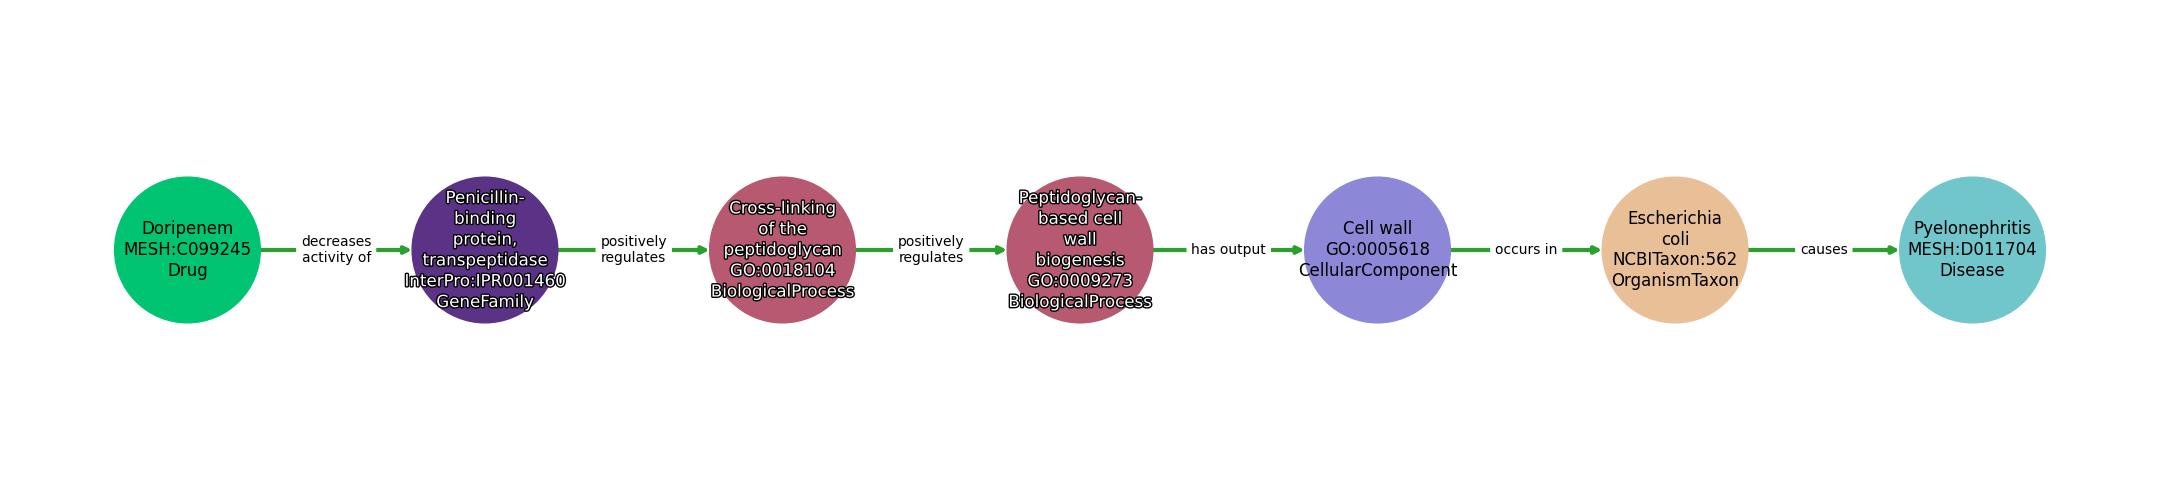 Doripenem
MESH:C099245
Drug
decreases
activity of
Penicillin-
binding
protein,
transpeptidase
InterPro:IPR001460
GeneFamily
positively
regulates
Cross-linking
of the
peptidoglycan
GO:0018104
BiologicalProcess
positively
regulates
Peptidoglycan-
based cell
wall
biogenesis
GO:0009273
BiologicalProcess
has output
Cell wall
GO:0005618
CellularComponent
occurs in
Escherichia
coli
NCBITaxon:562
OrganismTaxon
causes
Pyelonephritis
MESH:D011704
Disease